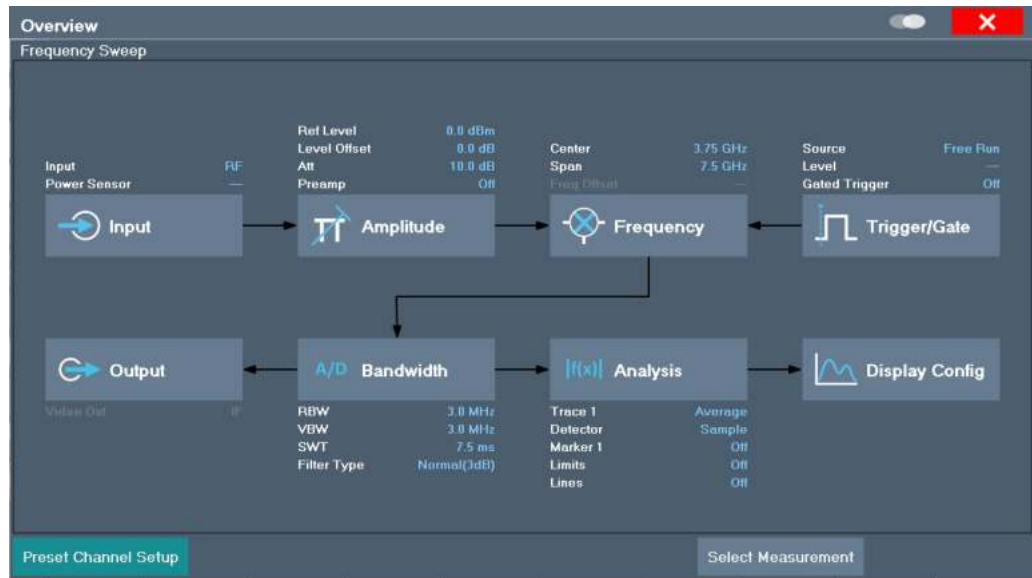 Overview
Frequency Sweep
Input RF
Power Sensor ---
Input
Ref Level 0.0 dBm
Level Offset 0.0 dB
Att 10.0 dB
Preamp Off
Amplitude
Center 3.75 GHz
Span 7.5 GHz
Freq Offset ---
Frequency
Source Free Run
Level ---
Gated Trigger Off
Trigger/Gate
Output
Video Out IF
A/D Bandwidth
RBW 3.0 MHz
VBW 3.0 MHz
SWT 7.5 ms
Filter Type Normal(3dB)
|f(x)| Analysis
Trace 1 Average
Detector Sample
Marker 1 Off
Limits Off
Lines Off
Display Config
Preset Channel Setup
Select Measurement